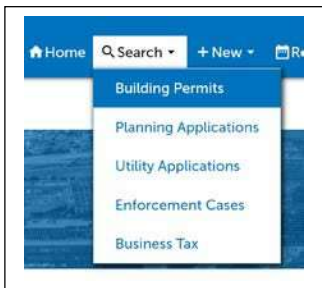 Home Search + New
Building Permits
Planning Applications
Utility Applications
Enforcement Cases
Business Tax